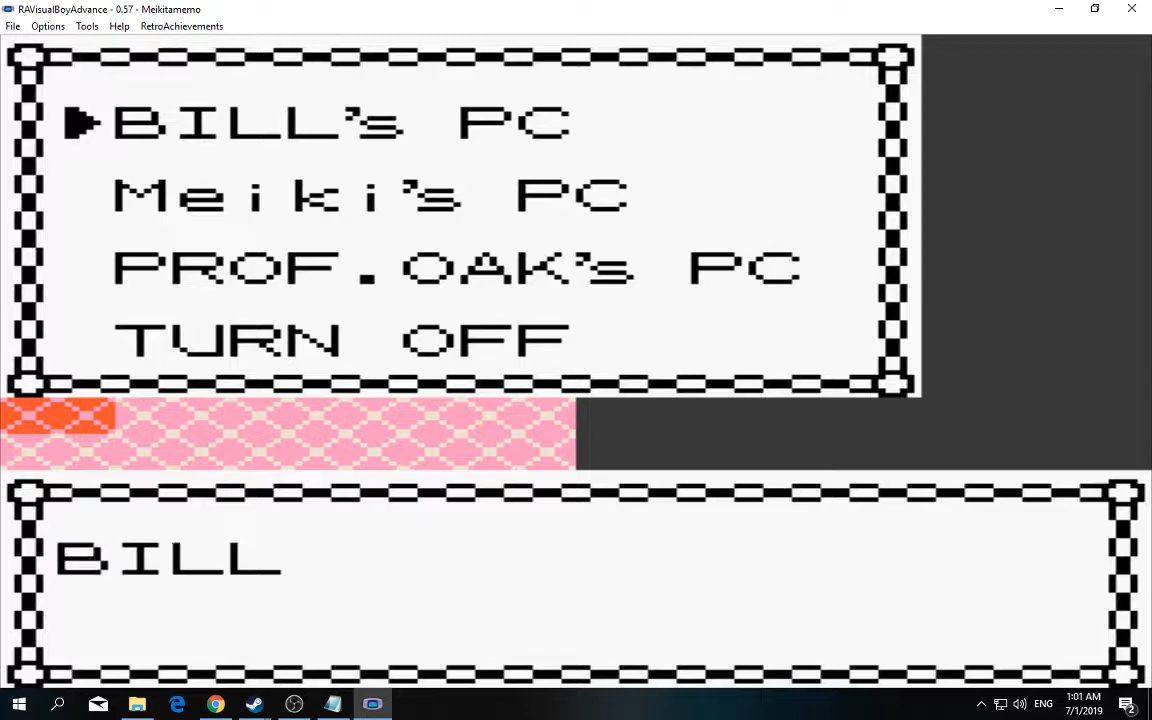 RAVisualBoyAdvance - 0.57 - Meikitamemo
File Options Tools Help RetroAchievements
BILL's PC
Meiki's PC
PROF.OAK's PC
TURN OFF
BILL
ENG
1:01 AM
7/1/2019
2